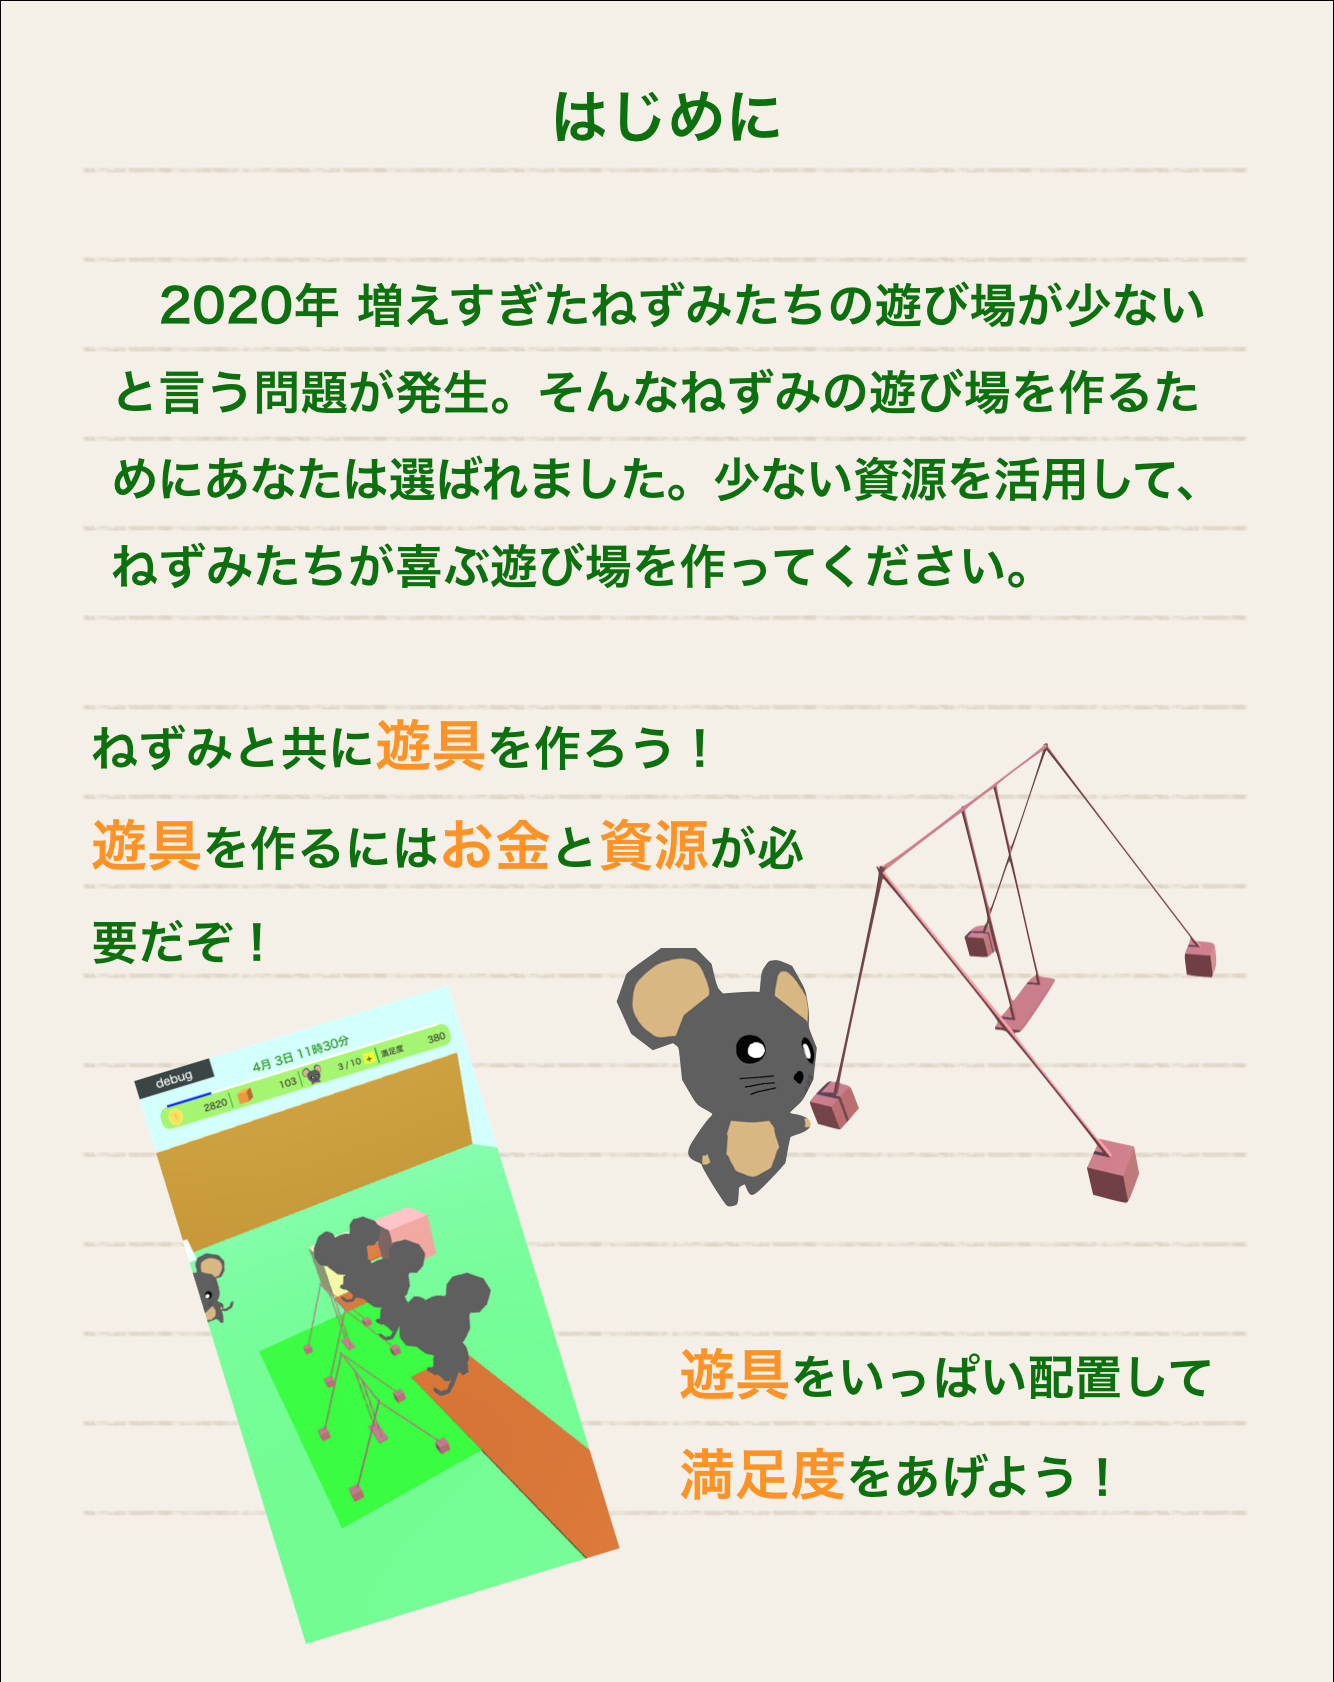 はじめに
2020年 増えすぎたねずみたちの遊び場が少ない
と言う問題が発生。そんなねずみの遊び場を作るた
めにあなたは選ばれました。少ない資源を活用して、
ねずみたちが喜ぶ遊び場を作ってください。
ねずみと共に遊具を作ろう！
遊具を作るにはお金と資源が必
要だぞ！
debug
4月 3日 11時30分
2820 103 3 / 10 + 満足度 380
遊具をいっぱい配置して
満足度をあげよう！